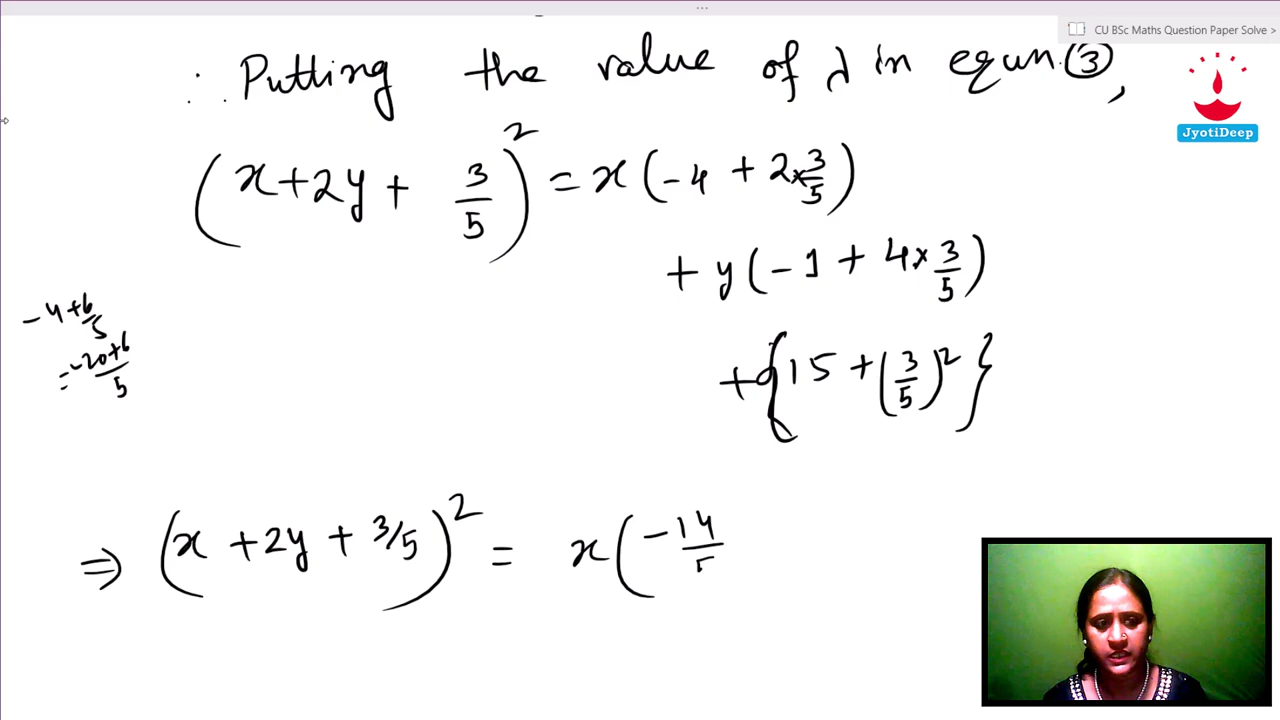 CU BSc Maths Question Paper Solve >
∴ Putting the value of λ in equn. ③,
JyotiDeep
(x+2y+ 3/5)² = x(-4 + 2×3/5)
+ y(-1 + 4×3/5)
-4+6/5
=-20+6/5
+{15 +(3/5)²}
⇒ (x +2y + 3/5)² = x(-14/5